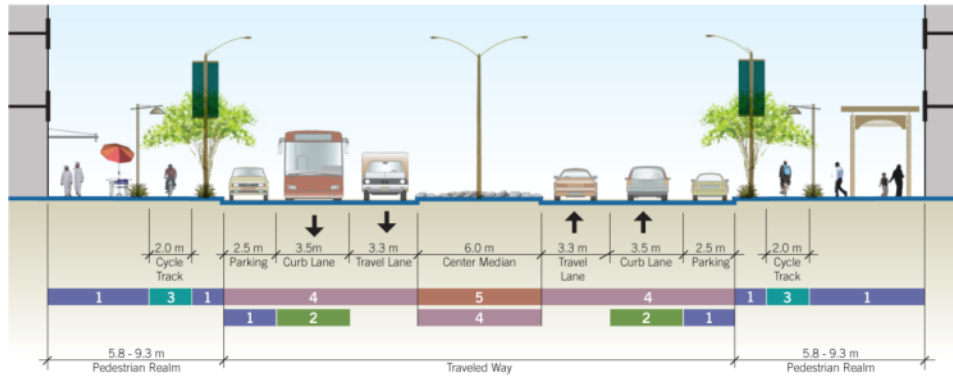 2.0 m
Cycle
Track
2.5 m
Parking
3.5m
Curb Lane
3.3 m
Travel Lane
6.0 m
Center Median
3.3 m
Travel
Lane
3.5 m
Curb Lane
2.5 m
Parking
2.0 m
Cycle
Track
1 3 1 4 5 4 1 3 1
1 2 4 2 1
5.8 - 9.3 m
Pedestrian Realm
Traveled Way
5.8 - 9.3 m
Pedestrian Realm